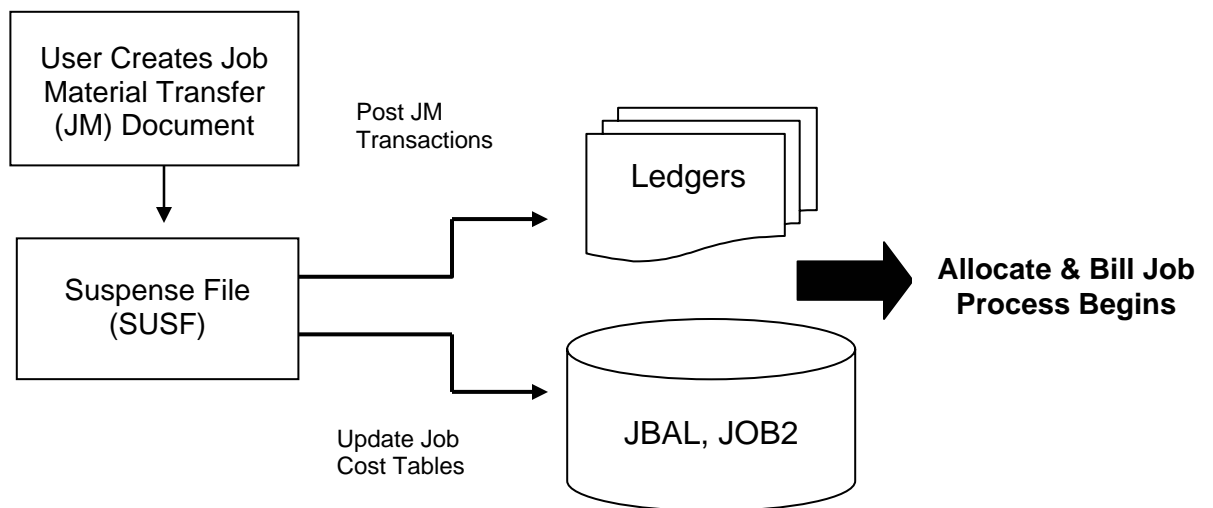 User Creates Job
Material Transfer
(JM) Document
Post JM
Transactions
Ledgers
Suspense File
(SUSF)
Allocate & Bill Job
Process Begins
Update Job
Cost Tables
JBAL, JOB2